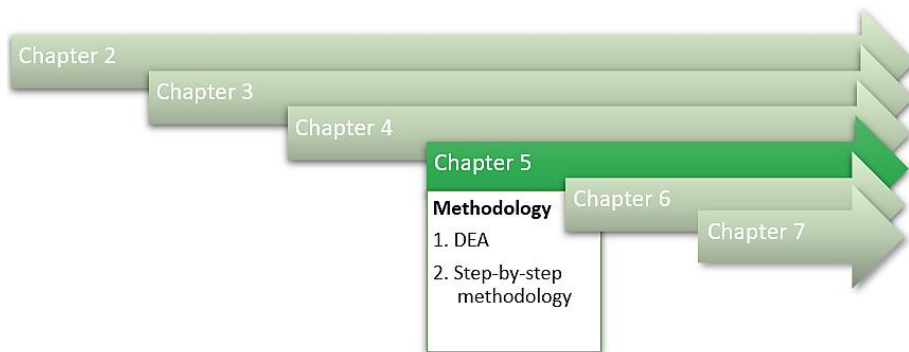 Chapter 2
Chapter 3
Chapter 4
Chapter 5
Methodology
1. DEA
2. Step-by-step
methodology
Chapter 6
Chapter 7